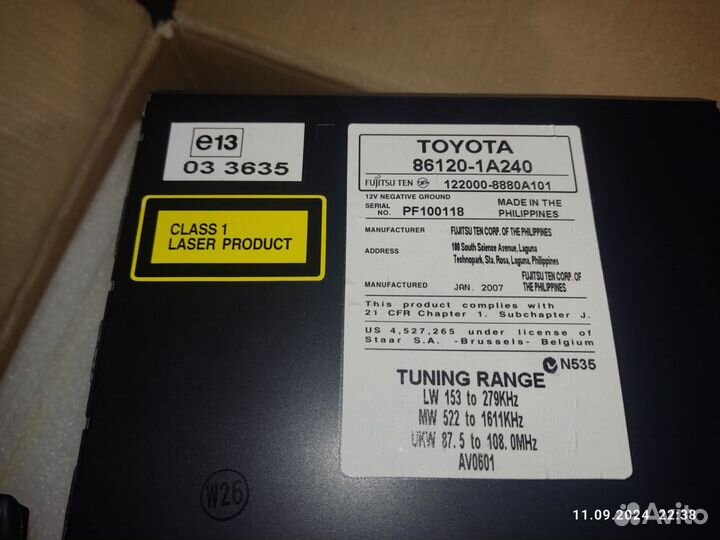 e13
03 3635
CLASS 1
LASER PRODUCT
TOYOTA
86120-1A240
FUJITSU TEN 122000-8880A101
12V NEGATIVE GROUND
SERIAL NO. PF100118
MADE IN THE PHILIPPINES
MANUFACTURER FUJITSU TEN CORP. OF THE PHILIPPINES
ADDRESS 100 South Science Avenue, Laguna
Technopark, Sta. Rosa, Laguna, Philippines
MANUFACTURED JAN. 2007 FUJITSU TEN CORP. OF
THE PHILIPPINES
This product complies with
21 CFR Chapter 1. Subchapter J.
US 4,527,265 under license of
Staar S.A. -Brussels- Belgium
N535
TUNING RANGE
LW 153 to 279KHz
MW 522 to 1611KHz
UKW 87.5 to 108.0MHz
AV0601
W26
11.09.2024 22:38
Avito